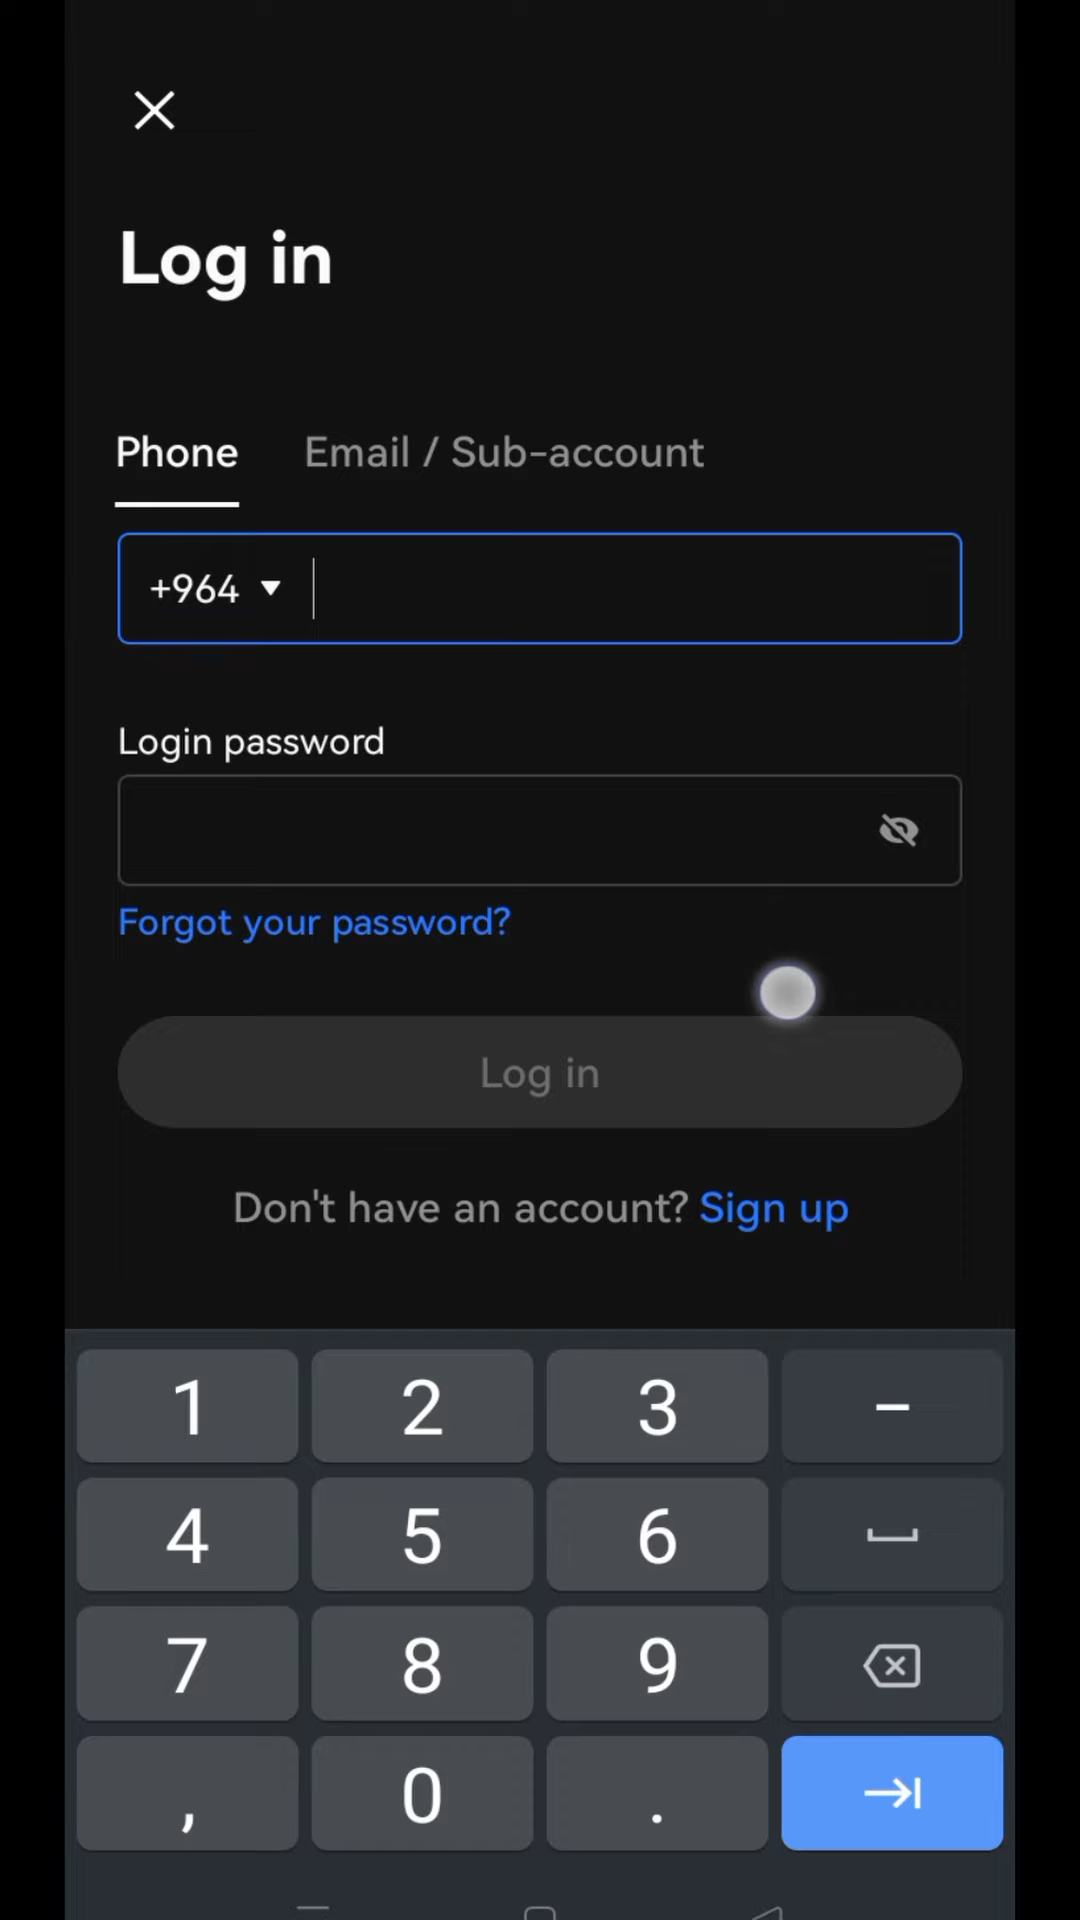 Log in
Phone Email / Sub-account
+964
Login password
Forgot your password?
Log in
Don't have an account? Sign up
1 2 3 –
4 5 6
7 8 9
, 0 .